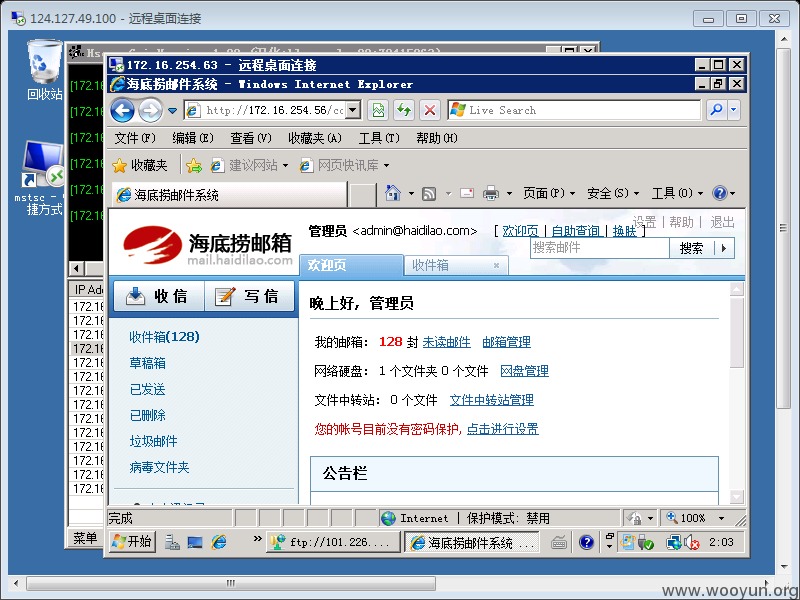 124.127.49.100 - 远程桌面连接
回收站
172.16.254.63 - 远程桌面连接
海底捞邮件系统 - Windows Internet Explorer
http://172.16.254.56/cc
Live Search
文件(F) 编辑(E) 查看(V) 收藏夹(A) 工具(T) 帮助(H)
收藏夹 建议网站 网页快讯库
mstsc -
捷方式
海底捞邮件系统
页面(P) 安全(S) 工具(O)
海底捞邮箱
mail.haidilao.com
管理员 <admin@haidilao.com> [ 欢迎页 | 自助查询 | 换肤 ]
设置 | 帮助 | 退出
搜索邮件 搜索
欢迎页 收件箱
收信 写信
收件箱(128)
草稿箱
已发送
已删除
垃圾邮件
病毒文件夹
晚上好，管理员
我的邮箱： 128 封 未读邮件 邮箱管理
网络硬盘： 1 个文件夹 0 个文件 网盘管理
文件中转站： 0 个文件 文件中转站管理
您的帐号目前没有密码保护, 点击进行设置
公告栏
[172.1
[172.1
[172.1
[172.1
[172.1
[172.1
IP Add
172.16
172.16
172.16
172.16
172.16
172.16
172.16
172.16
172.16
172.16
172.16
172.16
172.16
172.16
完成
Internet | 保护模式: 禁用
100%
菜单
开始
ftp://101.226....
海底捞邮件系统 ...
2:03
www.wooyun.org